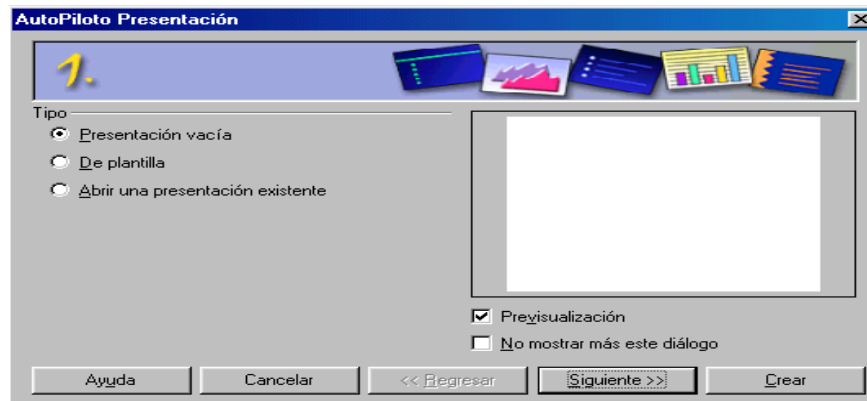 AutoPiloto Presentación
1.
Tipo
Presentación vacía
De plantilla
Abrir una presentación existente
Previsualización
No mostrar más este diálogo
Ayuda Cancelar << Regresar Siguiente >> Crear